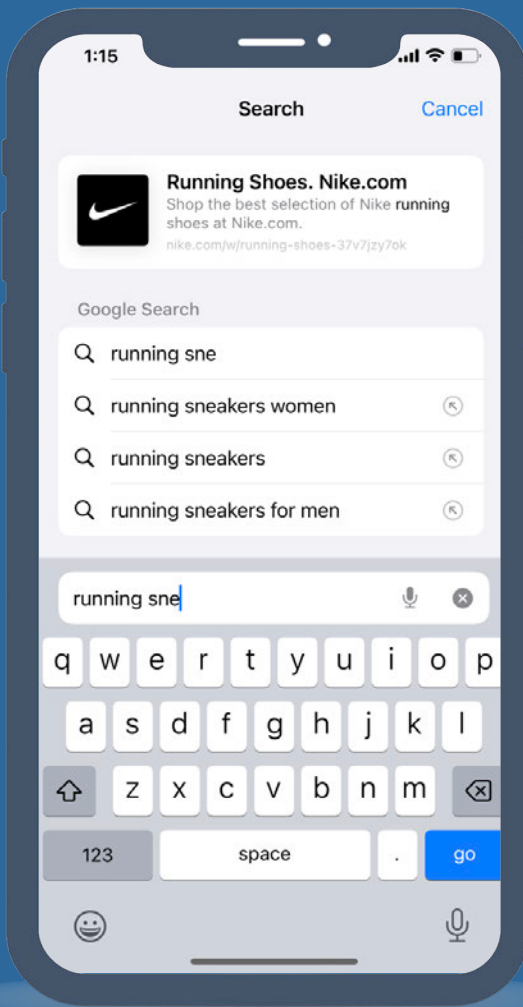 1:15
Search
Cancel
Running Shoes. Nike.com
Shop the best selection of Nike running
shoes at Nike.com.
nike.com/w/running-shoes-37v7jzy7ok
Google Search
running sne
running sneakers women
running sneakers
running sneakers for men
running sne
q w e r t y u i o p
a s d f g h j k l
z x c v b n m
123 space . go